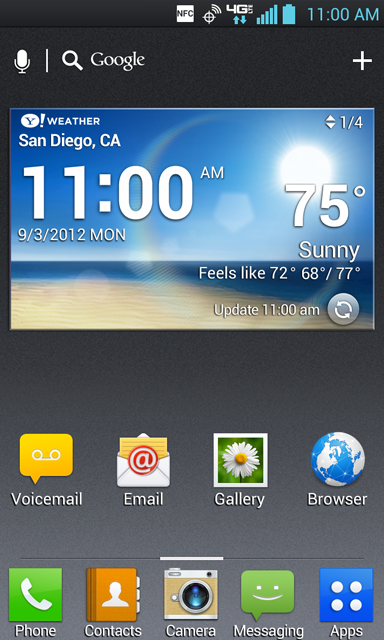 NFC 4G LTE 11:00 AM
Google
Y! WEATHER 1/4
San Diego, CA
11:00 AM 75°
9/3/2012 MON
Sunny
Feels like 72° 68°/ 77°
Update 11:00 am
Voicemail Email Gallery Browser
@
Phone Contacts Camera Messaging Apps